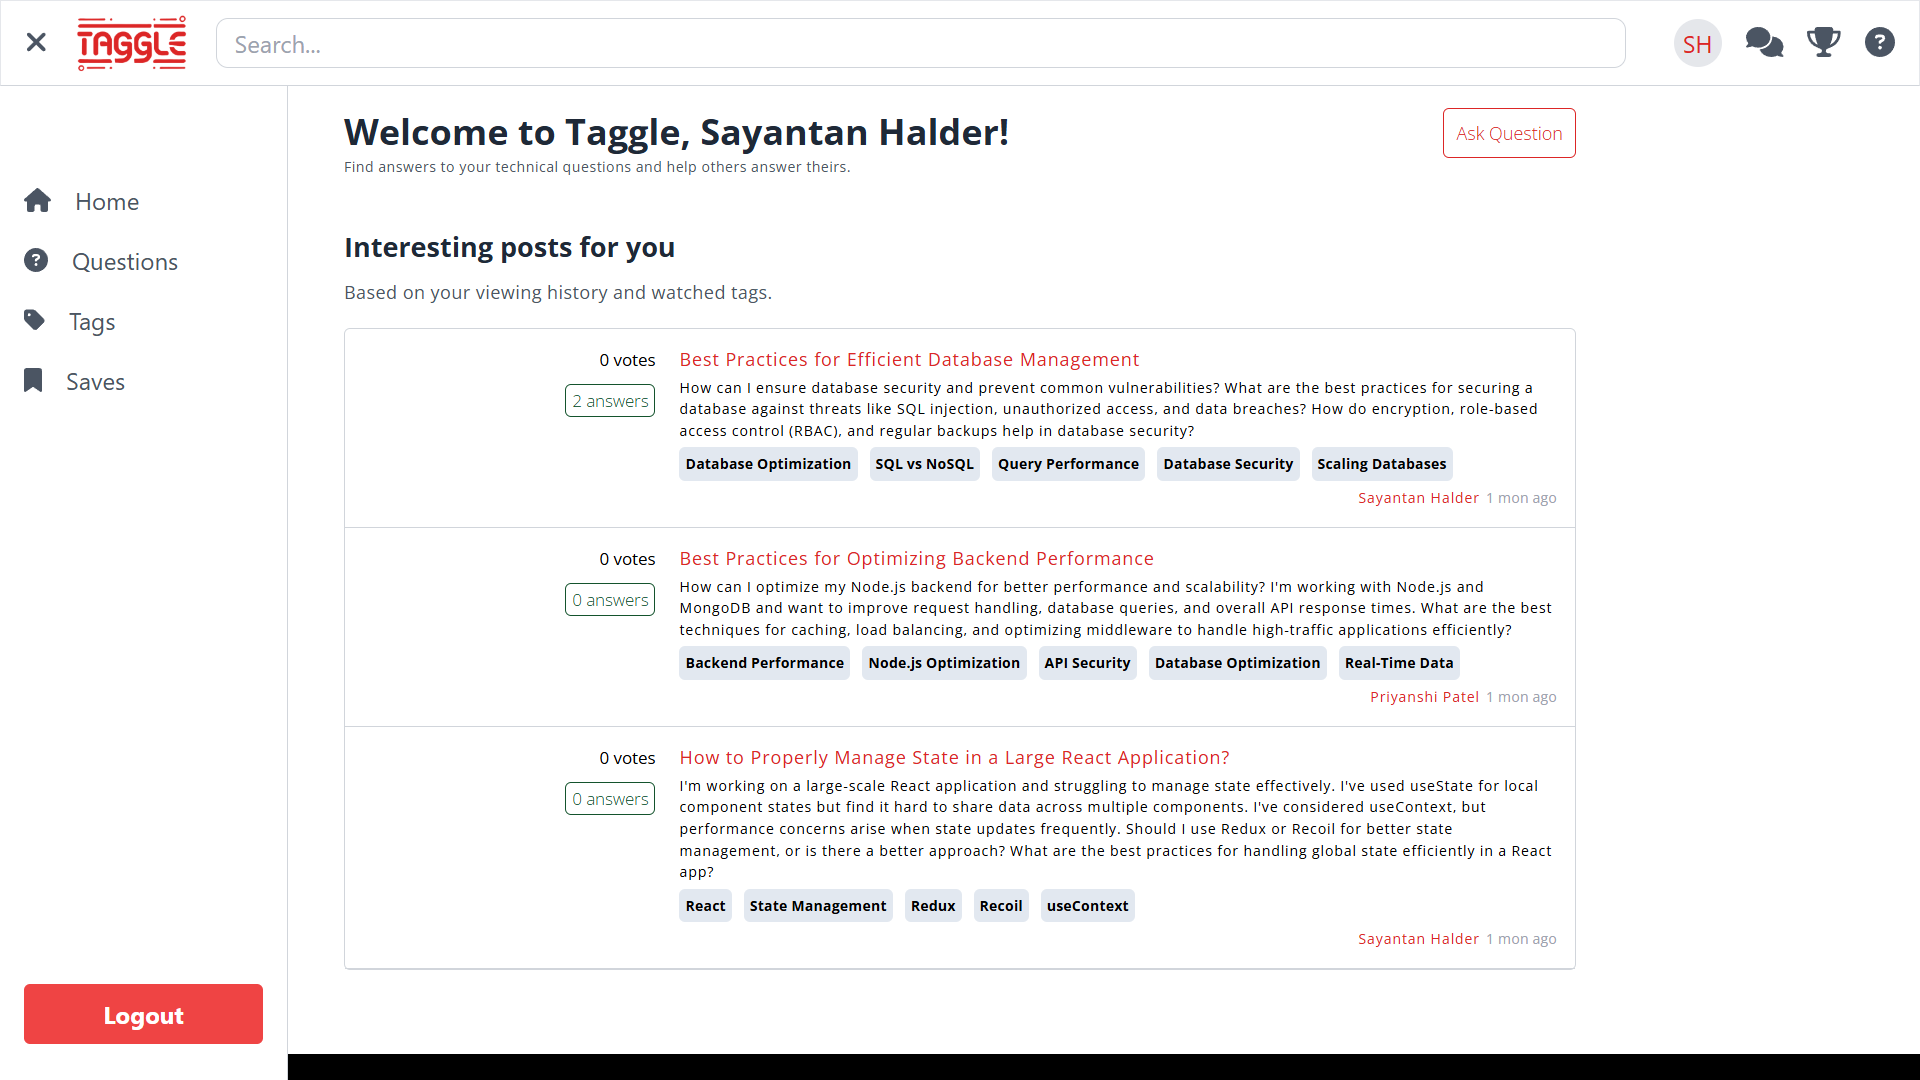 TAGGLE
Search...
SH
Home
Questions
Tags
Saves
Logout
Welcome to Taggle, Sayantan Halder!
Find answers to your technical questions and help others answer theirs.
Ask Question
Interesting posts for you
Based on your viewing history and watched tags.
0 votes
2 answers
Best Practices for Efficient Database Management
How can I ensure database security and prevent common vulnerabilities? What are the best practices for securing a
database against threats like SQL injection, unauthorized access, and data breaches? How do encryption, role-based
access control (RBAC), and regular backups help in database security?
Database Optimization SQL vs NoSQL Query Performance Database Security Scaling Databases
Sayantan Halder 1 mon ago
0 votes
0 answers
Best Practices for Optimizing Backend Performance
How can I optimize my Node.js backend for better performance and scalability? I'm working with Node.js and
MongoDB and want to improve request handling, database queries, and overall API response times. What are the best
techniques for caching, load balancing, and optimizing middleware to handle high-traffic applications efficiently?
Backend Performance Node.js Optimization API Security Database Optimization Real-Time Data
Priyanshi Patel 1 mon ago
0 votes
0 answers
How to Properly Manage State in a Large React Application?
I'm working on a large-scale React application and struggling to manage state effectively. I've used useState for local
component states but find it hard to share data across multiple components. I've considered useContext, but
performance concerns arise when state updates frequently. Should I use Redux or Recoil for better state
management, or is there a better approach? What are the best practices for handling global state efficiently in a React
app?
React State Management Redux Recoil useContext
Sayantan Halder 1 mon ago